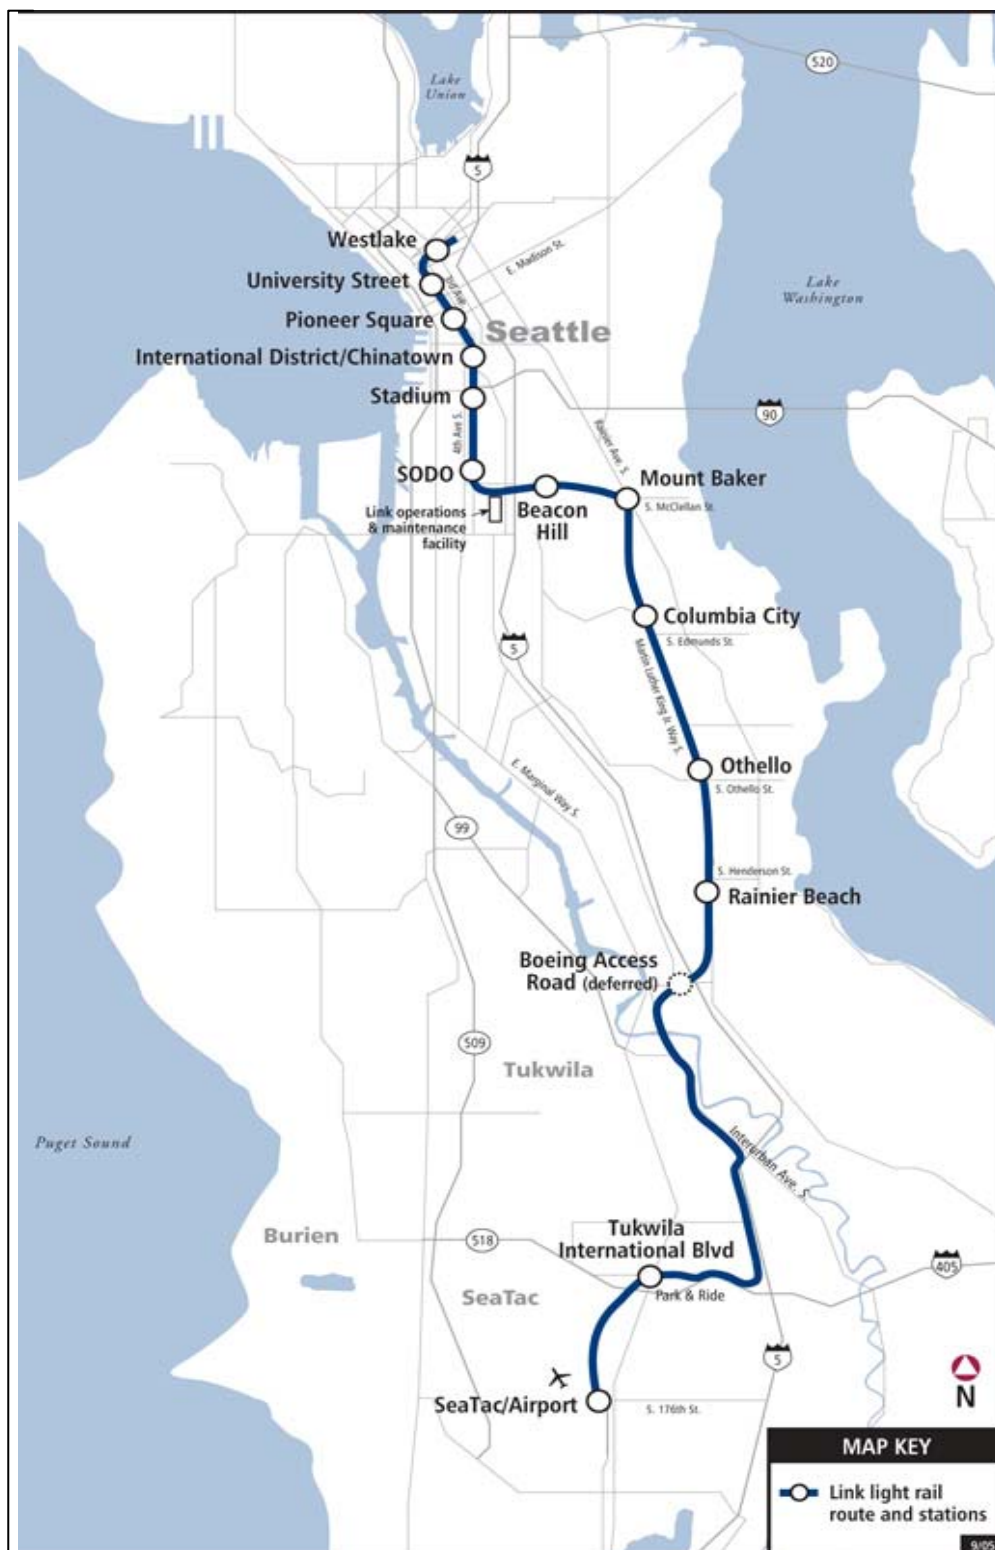 Lake
Union
520
5
Westlake
E. Madison St.
University Street
3rd Ave
Lake
Washington
Pioneer Square
Seattle
International District/Chinatown
Stadium
90
4th Ave S.
Rainier Ave. S.
SODO
Mount Baker
Beacon
Hill
S. McClellan St.
Link operations
& maintenance
facility
Columbia City
S. Edmunds St.
5
Martin Luther King Jr. Way S.
Othello
S. Othello St.
E. Marginal Way S.
99
S. Henderson St.
Rainier Beach
Boeing Access
Road (deferred)
509
Tukwila
Puget Sound
Interurban Ave. S.
Burien
518
Tukwila
International Blvd
405
SeaTac
Park & Ride
5
N
SeaTac/Airport
S. 176th St.
MAP KEY
Link light rail
route and stations
9/05